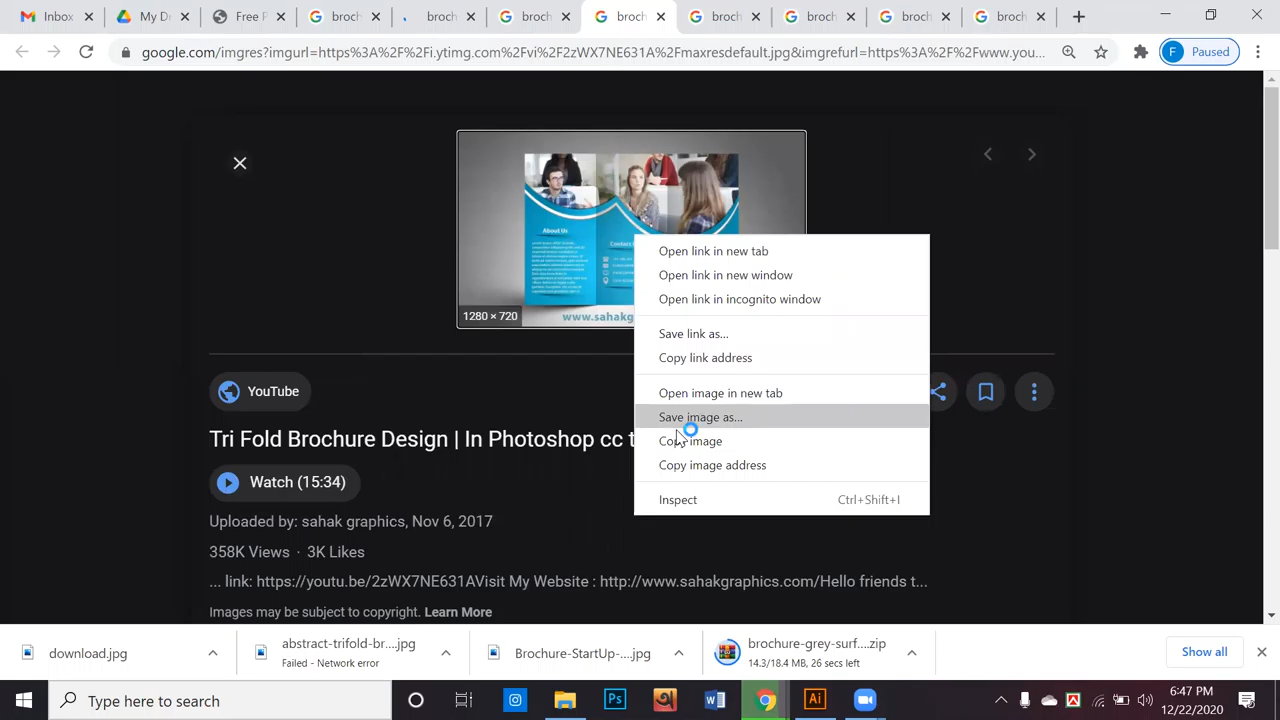 Inbox
My Dr
Free F
broch
broch
broch
broch
broch
broch
broch
broch
google.com/imgres?imgurl=https%3A%2F%2Fi.ytimg.com%2Fvi%2F2zWX7NE631A%2Fmaxresdefault.jpg&imgrefurl=https%3A%2F%2Fwww.you...
F Paused
About Us
Contact
1280 × 720
www.sahakg
Open link in new tab
Open link in new window
Open link in incognito window
Save link as...
Copy link address
Open image in new tab
Save image as...
Copy image
Copy image address
Inspect Ctrl+Shift+I
YouTube
Tri Fold Brochure Design | In Photoshop cc t
Watch (15:34)
Uploaded by: sahak graphics, Nov 6, 2017
358K Views · 3K Likes
... link: https://youtu.be/2zWX7NE631AVisit My Website : http://www.sahakgraphics.com/Hello friends t...
Images may be subject to copyright. Learn More
download.jpg
abstract-trifold-br....jpg
Failed - Network error
Brochure-StartUp-....jpg
brochure-grey-surf....zip
14.3/18.4 MB, 26 secs left
Show all
Type here to search
Ps
Ai
6:47 PM
12/22/2020